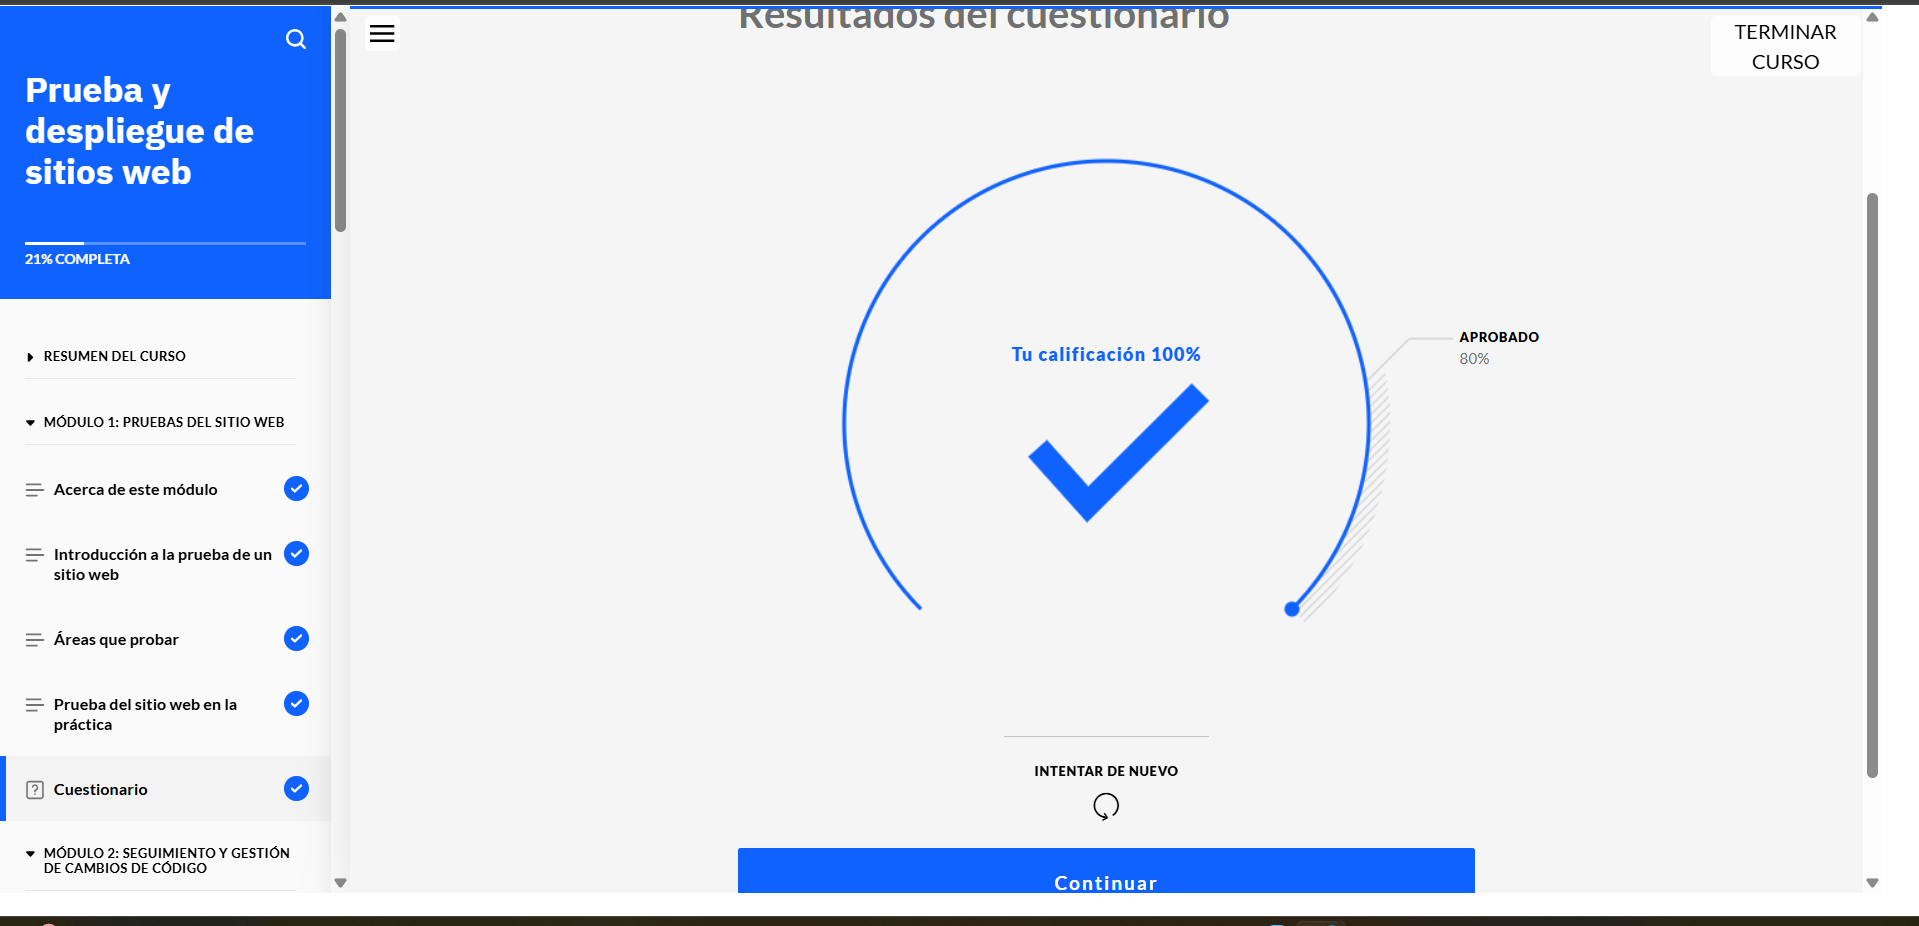 Prueba y
despliegue de
sitios web
21% COMPLETA
RESUMEN DEL CURSO
MÓDULO 1: PRUEBAS DEL SITIO WEB
Acerca de este módulo
Introducción a la prueba de un
sitio web
Áreas que probar
Prueba del sitio web en la
práctica
Cuestionario
MÓDULO 2: SEGUIMIENTO Y GESTIÓN
DE CAMBIOS DE CÓDIGO
Resultados del cuestionario
TERMINAR
CURSO
Tu calificación 100%
APROBADO
80%
INTENTAR DE NUEVO
Continuar